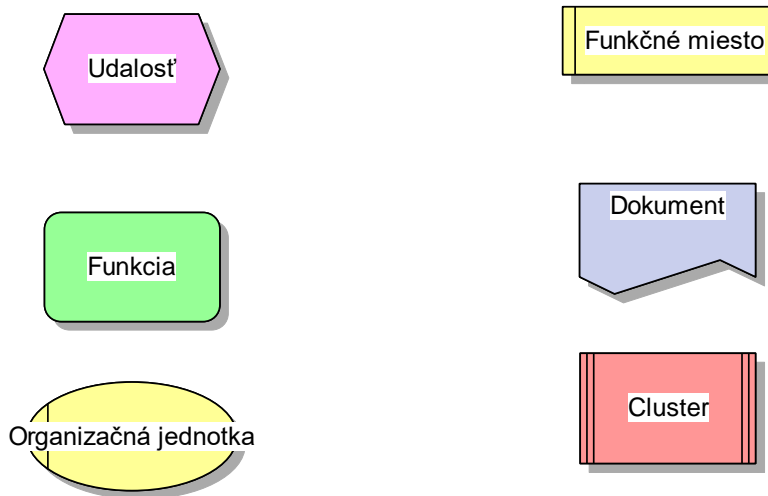 Udalosť
Funkčné miesto
Funkcia
Dokument
Organizačná jednotka
Cluster